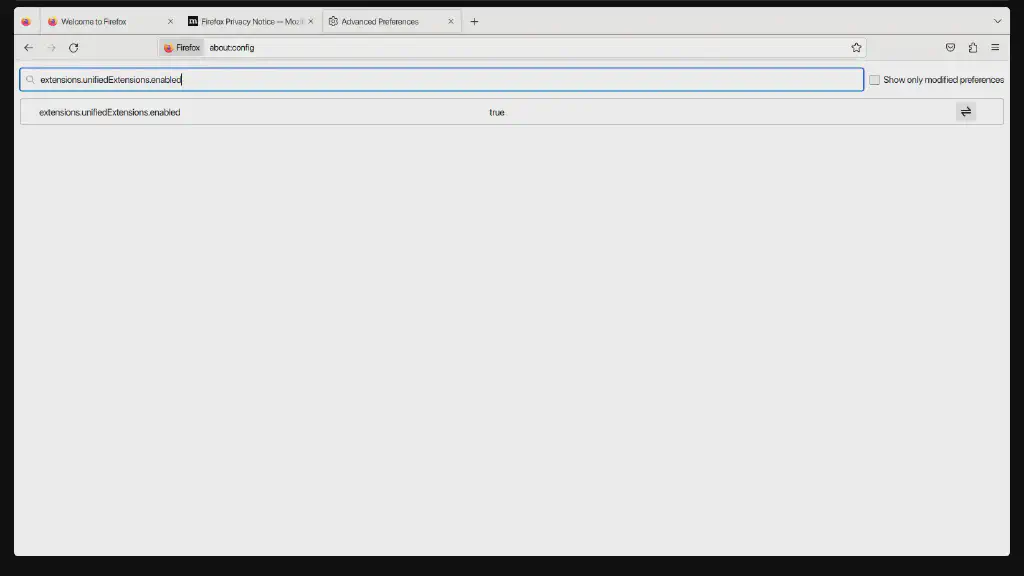 Welcome to Firefox
Firefox Privacy Notice — Mozil
Advanced Preferences
Firefox about:config
extensions.unifiedExtensions.enabled
Show only modified preferences
extensions.unifiedExtensions.enabled true